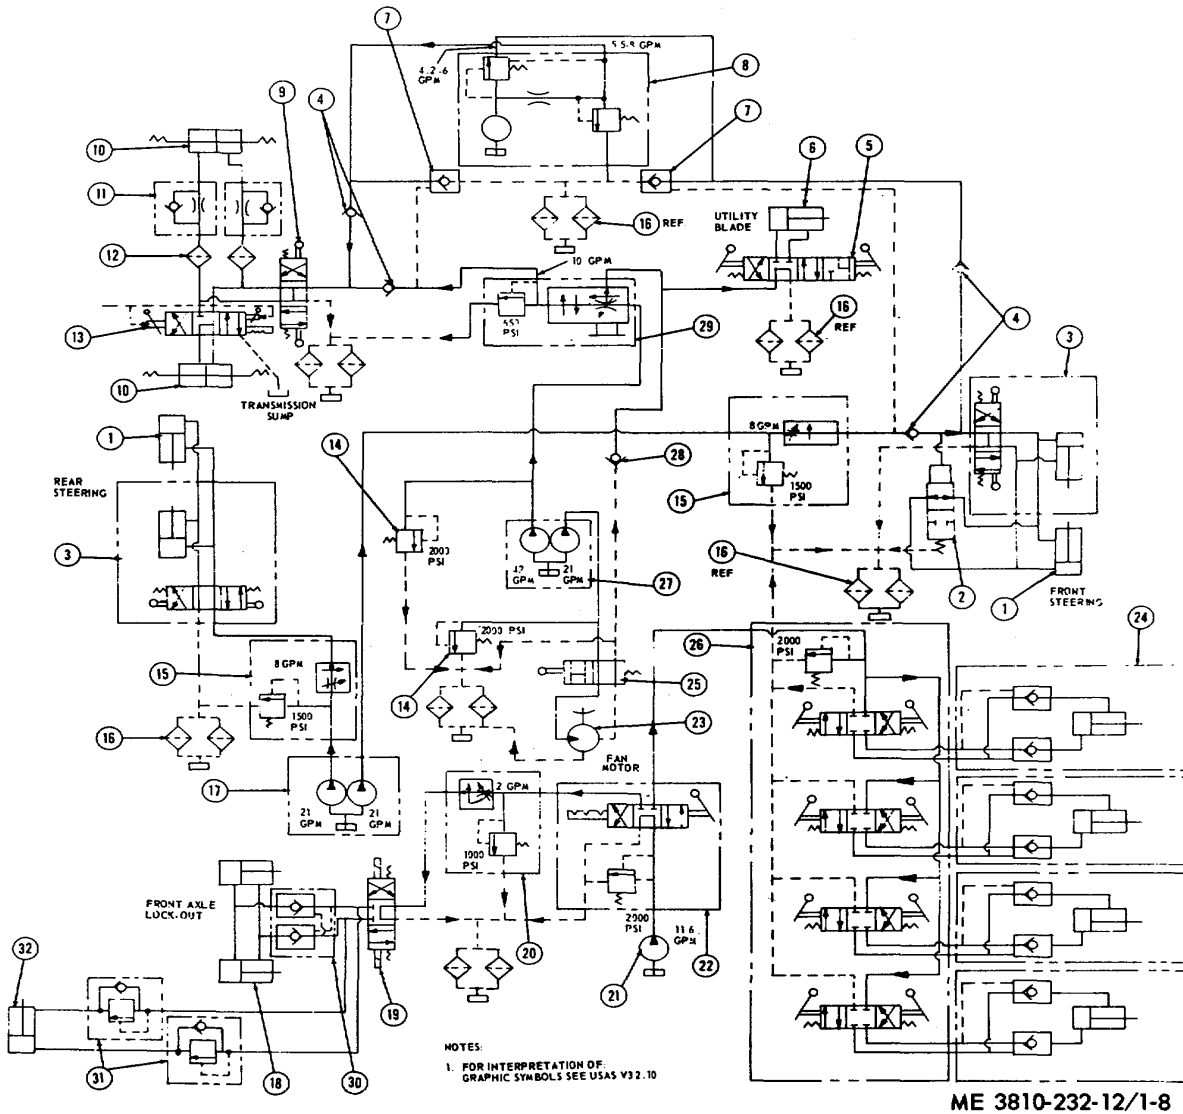 7
5.5-8 GPM
4.2-6
GPM
8
9
4
7
10
6
5
11
16 REF
UTILITY
BLADE
12
10 GPM
16
REF
4
13
PSI
29
3
10
TRANSMISSION
SUMP
1
14
28
8 GPM
REAR
STEERING
15
1500
PSI
2000
PSI
3
GPM
21
GPM
27
16
REF
2
1
FRONT
STEERING
26
24
2000 PSI
2000
PSI
15
8 GPM
14
25
1500
PSI
23
16
FAN
MOTOR
17
2 GPM
21
GPM
21
GPM
1000
PSI
FRONT AXLE
LOCK-OUT
20
2000
PSI
11.6
GPM
22
32
21
19
31
18
30
NOTES:
1. FOR INTERPRETATION OF
GRAPHIC SYMBOLS SEE USAS Y32.10
ME 3810-232-12/1-8